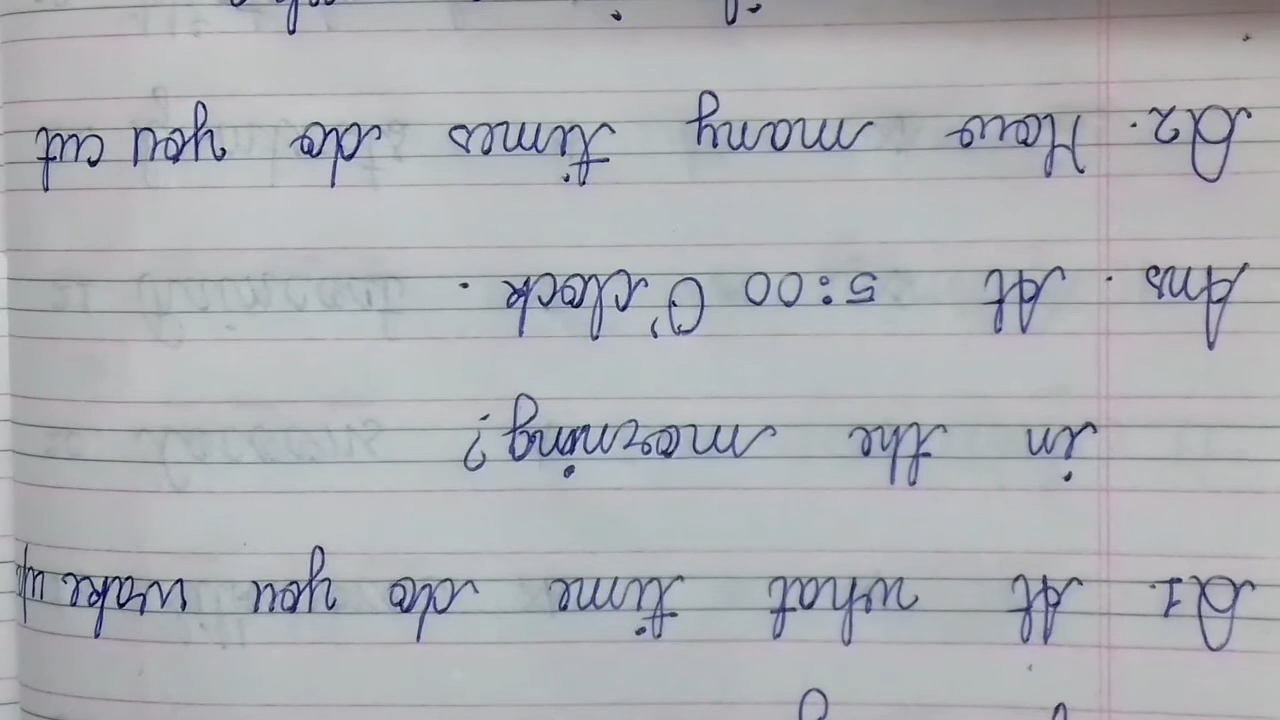 Q1. At what time do you wake up
in the morning?
Ans. At 5:00 O'clock.
Q2. How many times do you cut